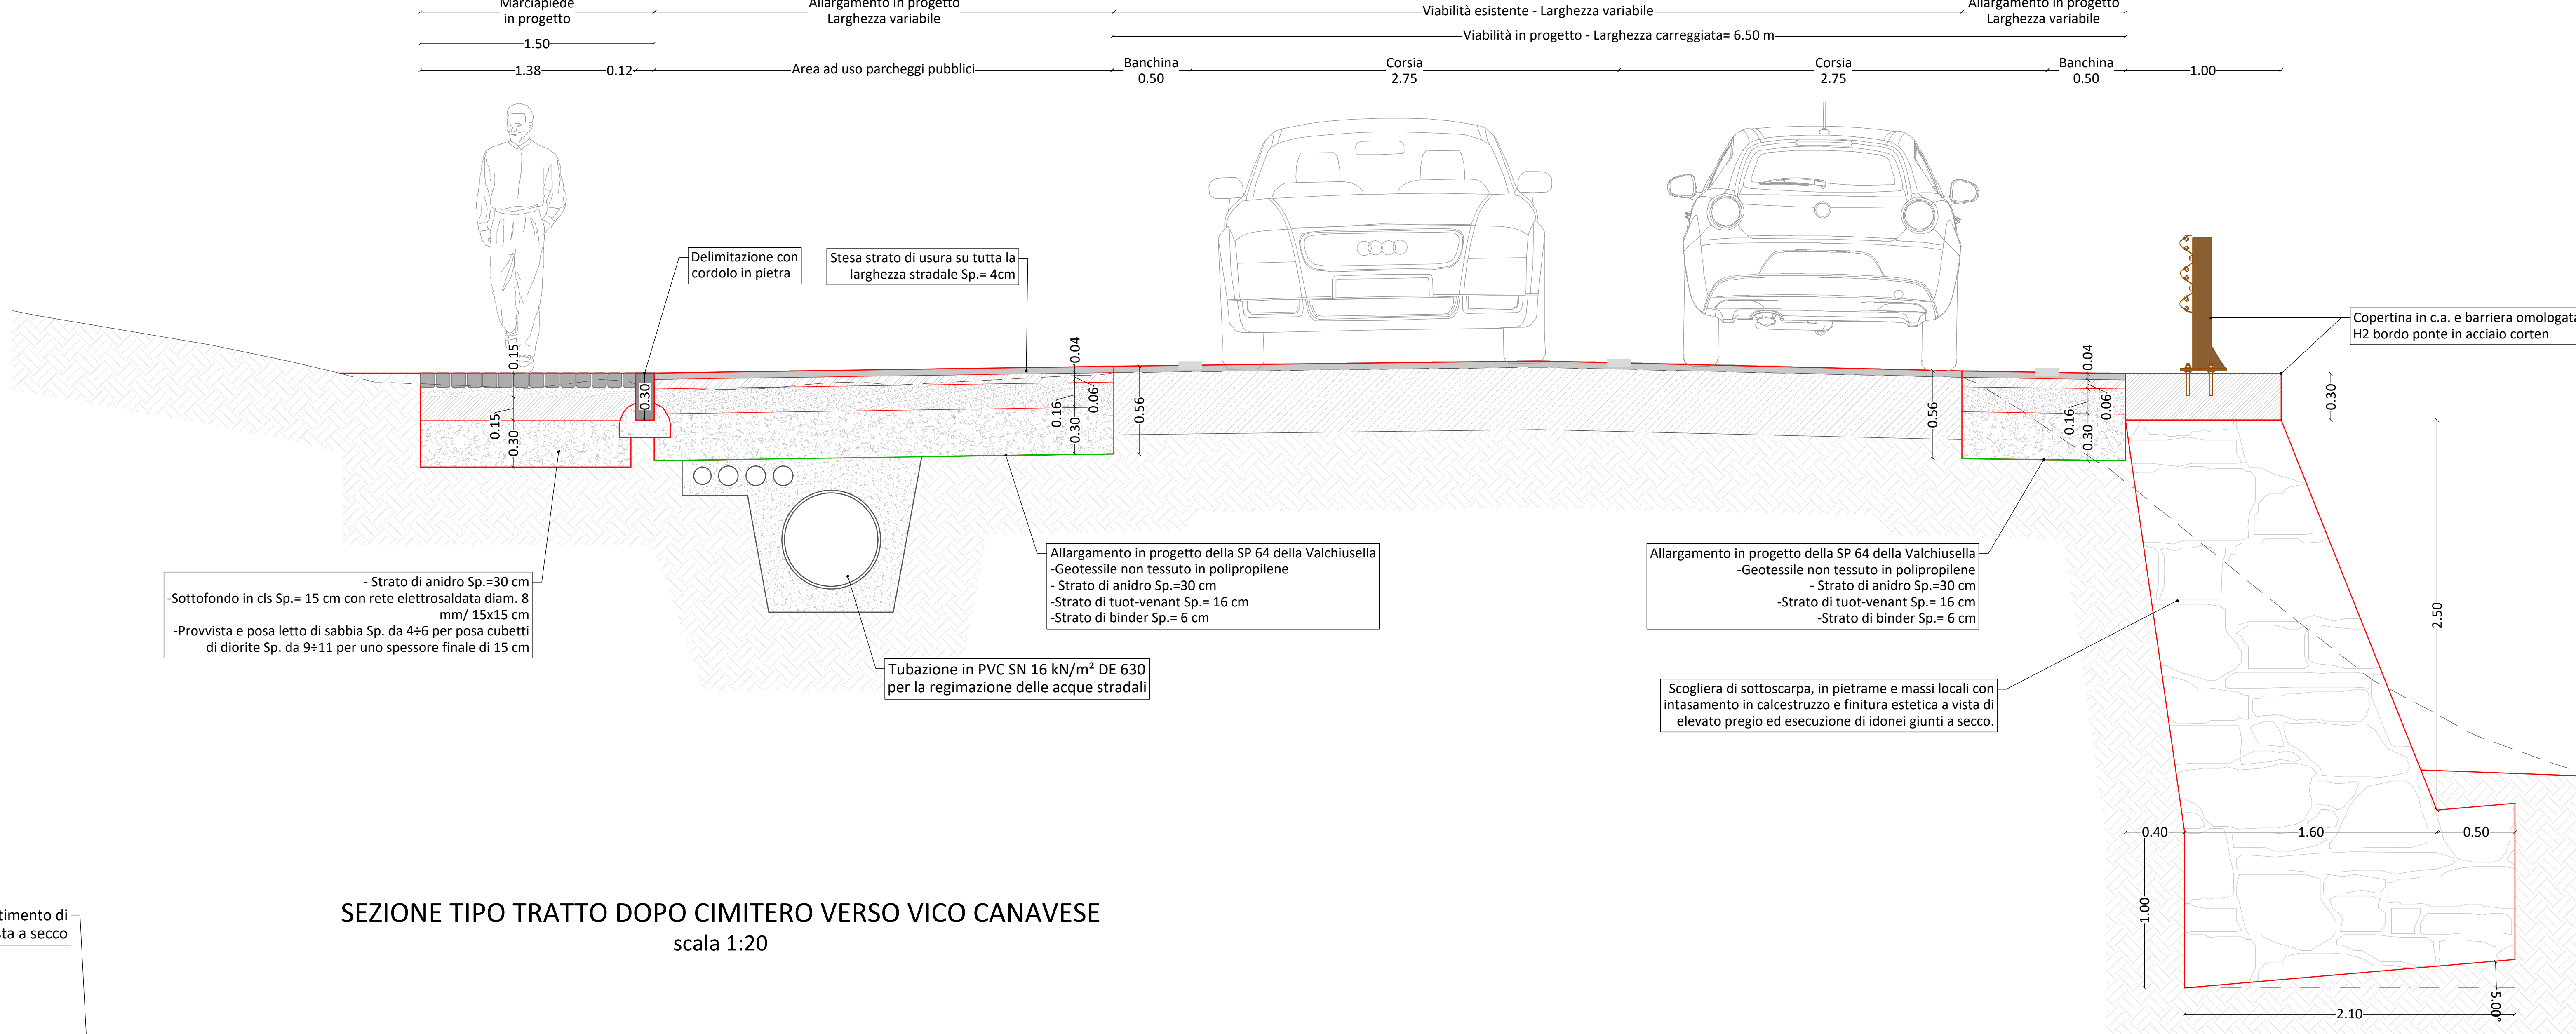 Marciapiede
in progetto
Allargamento in progetto
Larghezza variabile
Viabilità esistente - Larghezza variabile
Allargamento in progetto
Larghezza variabile
1.50
Viabilità in progetto - Larghezza carreggiata= 6.50 m
1.38
0.12
Area ad uso parcheggi pubblici
Banchina
0.50
Corsia
2.75
Corsia
2.75
Banchina
0.50
1.00
Delimitazione con
cordolo in pietra
Stesa strato di usura su tutta la
larghezza stradale Sp.= 4cm
Copertina in c.a. e barriera omologata
H2 bordo ponte in acciaio corten
0.15
0.15
0.30
0.30
0.04
0.06
0.16
0.30
0.56
0.56
0.04
0.06
0.16
0.30
0.30
- Strato di anidro Sp.=30 cm
-Sottofondo in cls Sp.= 15 cm con rete elettrosaldata diam. 8
mm/ 15x15 cm
-Provvista e posa letto di sabbia Sp. da 4÷6 per posa cubetti
di diorite Sp. da 9÷11 per uno spessore finale di 15 cm
Allargamento in progetto della SP 64 della Valchiusella
-Geotessile non tessuto in polipropilene
- Strato di anidro Sp.=30 cm
-Strato di tuot-venant Sp.= 16 cm
-Strato di binder Sp.= 6 cm
Allargamento in progetto della SP 64 della Valchiusella
-Geotessile non tessuto in polipropilene
- Strato di anidro Sp.=30 cm
-Strato di tuot-venant Sp.= 16 cm
-Strato di binder Sp.= 6 cm
Tubazione in PVC SN 16 kN/m² DE 630
per la regimazione delle acque stradali
Scogliera di sottoscarpa, in pietrame e massi locali con
intasamento in calcestruzzo e finitura estetica a vista di
elevato pregio ed esecuzione di idonei giunti a secco.
2.50
0.40
1.60
0.50
1.00
5.00°
2.10
timento di
sta a secco
SEZIONE TIPO TRATTO DOPO CIMITERO VERSO VICO CANAVESE
scala 1:20